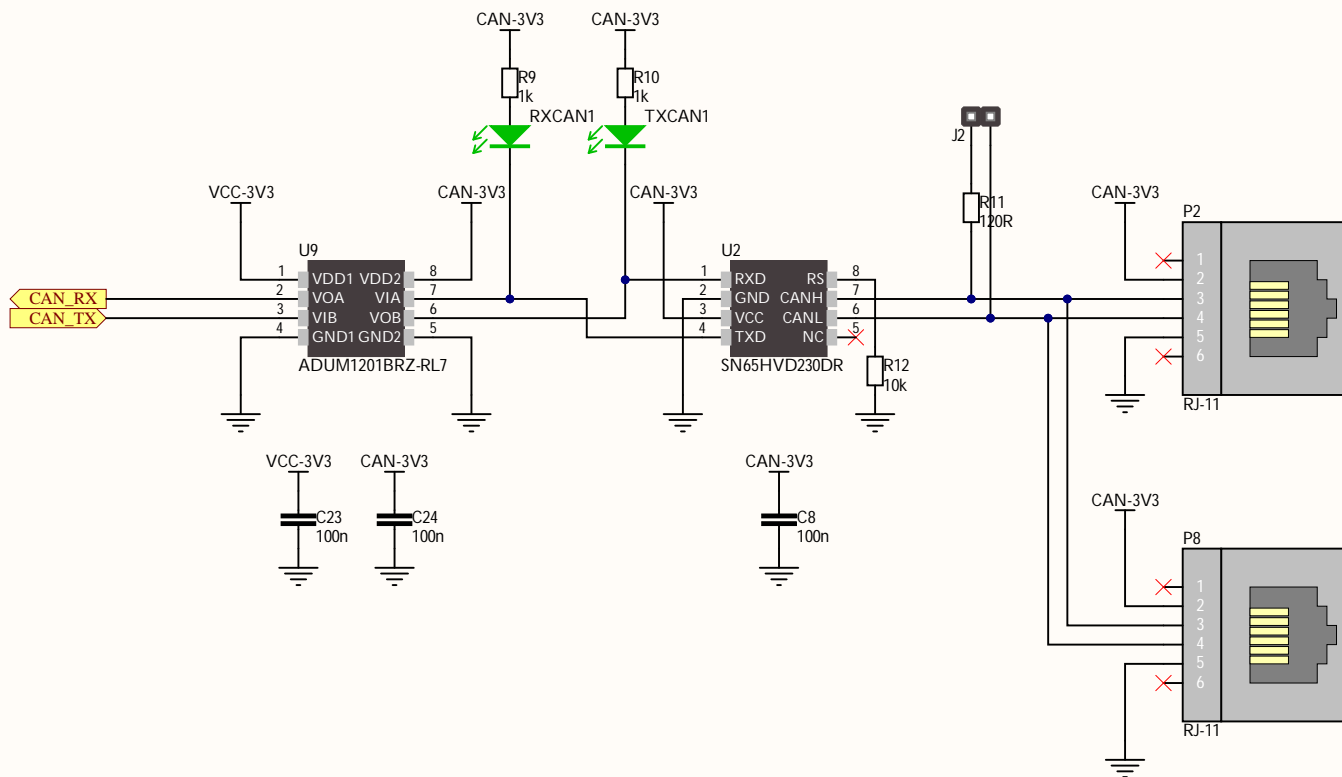 CAN-3V3 CAN-3V3
R9 R10
1k 1k
RXCAN1 TXCAN1
J2
VCC-3V3 CAN-3V3 CAN-3V3 CAN-3V3
R11
120R
P2
U9 U2
1 VDD1 VDD2 8
2 VOA VIA 7
3 VIB VOB 6
4 GND1 GND2 5
CAN_RX
CAN_TX
ADUM1201BRZ-RL7
1 RXD RS 8
2 GND CANH 7
3 VCC CANL 6
4 TXD NC 5
SN65HVD230DR
R12
10k
1
2
3
4
5
6
RJ-11
VCC-3V3 CAN-3V3 CAN-3V3
C23 C24 C8
100n 100n 100n
CAN-3V3
P8
1
2
3
4
5
6
RJ-11